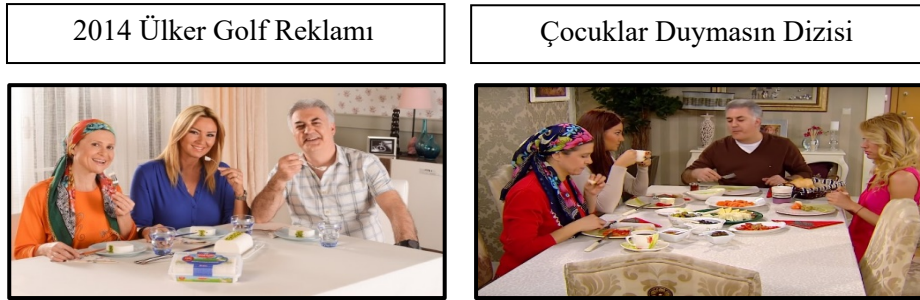 2014 Ülker Golf Reklamı
Çocuklar Duymasın Dizisi